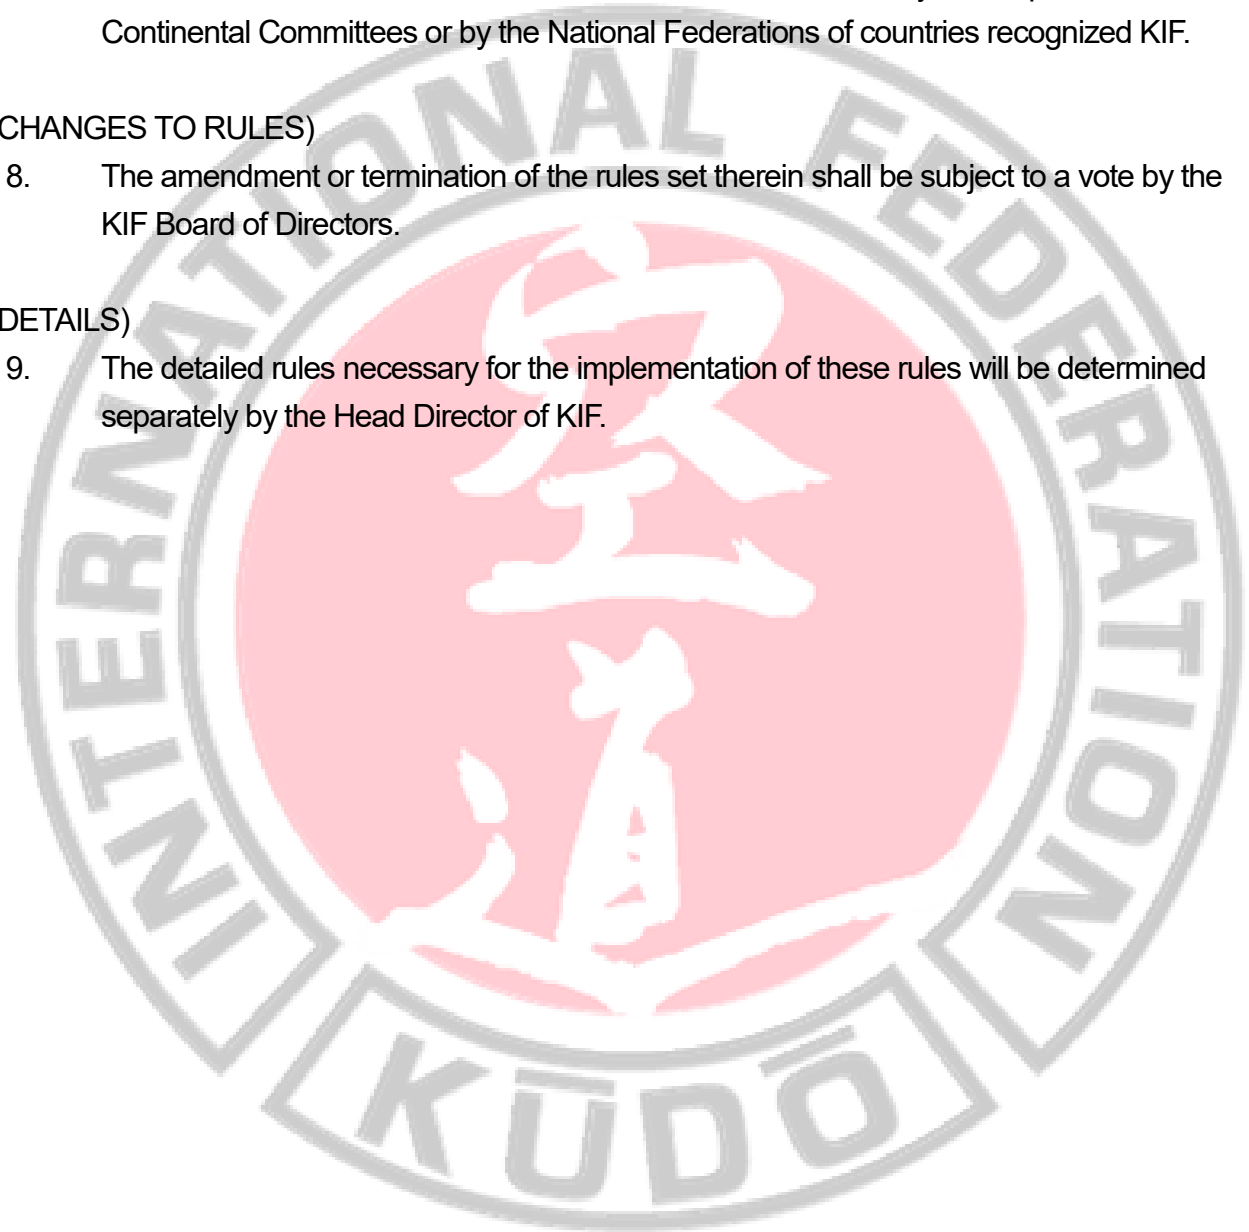 Continental Committees or by the National Federations of countries recognized KIF.
CHANGES TO RULES)
8. The amendment or termination of the rules set therein shall be subject to a vote by the
KIF Board of Directors.
DETAILS)
9. The detailed rules necessary for the implementation of these rules will be determined
separately by the Head Director of KIF.
INTERNATIONAL FEDERATION
空道
KŪDŌ